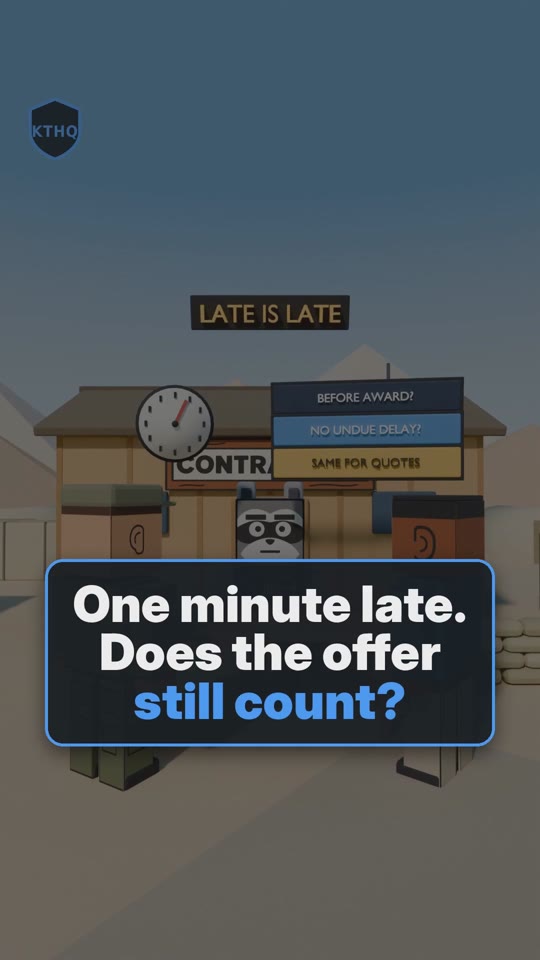 KTHQ
LATE IS LATE
BEFORE AWARD?
NO UNDUE DELAY?
SAME FOR QUOTES
One minute late.
Does the offer
still count?